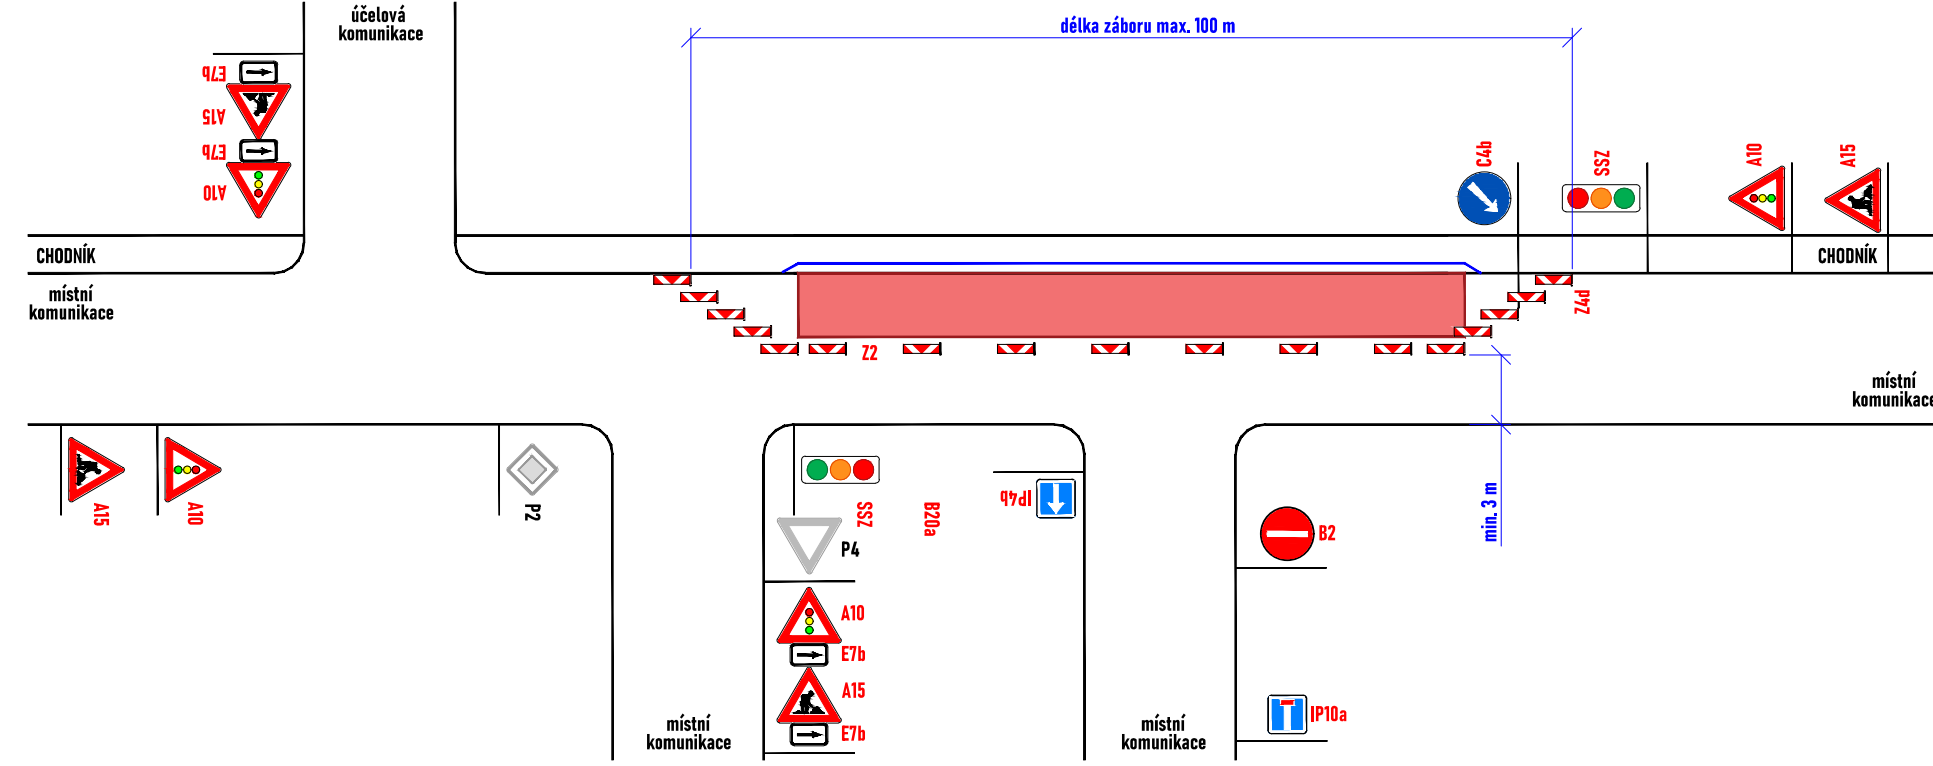 účelová
komunikace
délka záboru max. 100 m
E7b
A15
E7b
A10
C4b
SSZ
A10
A15
CHODNÍK
CHODNÍK
místní
komunikace
Z4d
Z2
místní
komunikace
A15
A10
P2
SSZ
B20a
IP4b
min. 3 m
B2
P4
A10
E7b
A15
E7b
IP10a
místní
komunikace
místní
komunikace